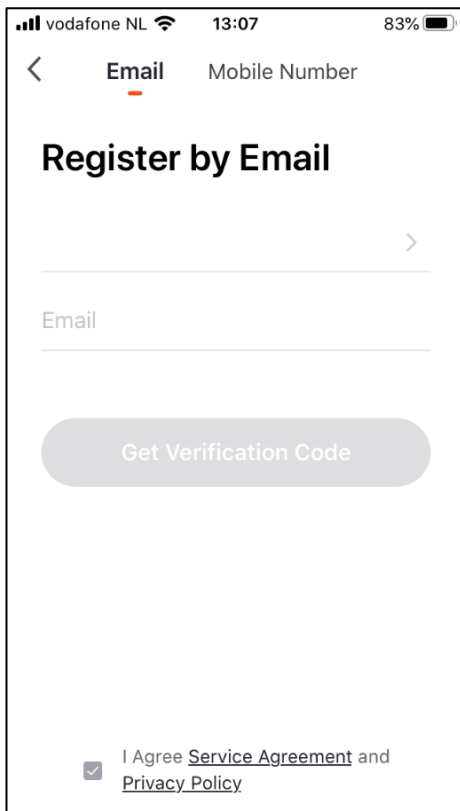 vodafone NL 13:07 83%
Email Mobile Number
Register by Email
Email
Get Verification Code
I Agree Service Agreement and
Privacy Policy